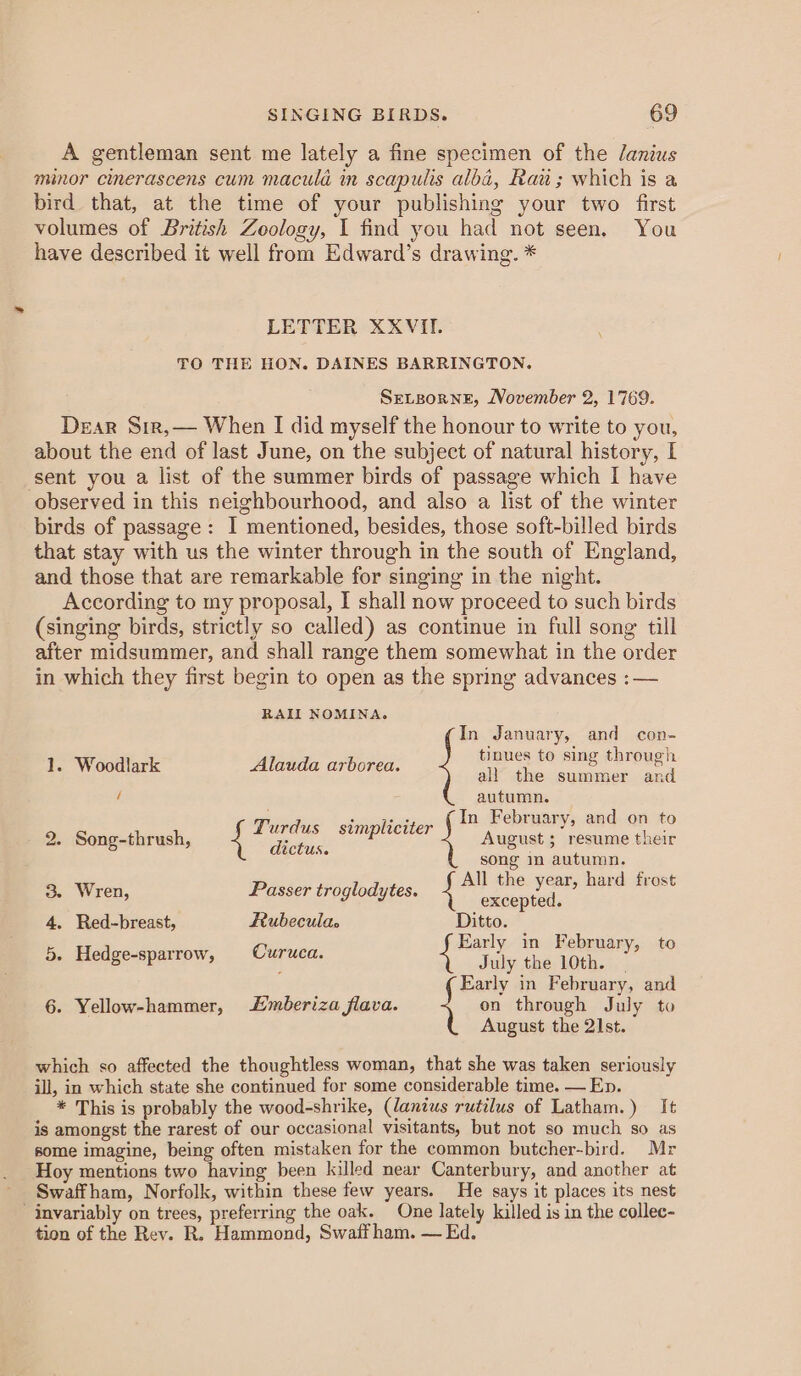 SINGING BIRDS. 69
A gentleman sent me lately a fine specimen of the lanius
minor cinerascens cum maculâ in scapulis albâ, Raii; which is a
bird that, at the time of your publishing your two first
volumes of British Zoology, I find you had not seen. You
have described it well from Edward's drawing. *
LETTER XXVII.
TO THE HON. DAINES BARRINGTON.
SELBORNE, November 2, 1769.
DEAR SIR,— When I did myself the honour to write to you,
about the end of last June, on the subject of natural history, I
sent you a list of the summer birds of passage which I have
observed in this neighbourhood, and also a list of the winter
birds of passage: I mentioned, besides, those soft-billed birds
that stay with us the winter through in the south of England,
and those that are remarkable for singing in the night.
According to my proposal, I shall now proceed to such birds
(singing birds, strictly so called) as continue in full song till
after midsummer, and shall range them somewhat in the order
in which they first begin to open as the spring advances :—
RAII NOMINA.
1. Woodlark Alauda arborea. { In January, and con-
tinues to sing through
all the summer and
autumn.
2. Song-thrush, { Turdus simpliciter
dictus. { In February, and on to
August; resume their
song in autumn.
3. Wren, Passer troglodytes. { All the year, hard frost
excepted.
4. Red-breast, Rubecula. Ditto.
5. Hedge-sparrow, Curuca. { Early in February, to
July the 10th.
6. Yellow-hammer, Emberiza flava. { Early in February, and
on through July to
August the 21st.
which so affected the thoughtless woman, that she was taken seriously
ill, in which state she continued for some considerable time. — ED.
* This is probably the wood-shrike, (lanius rutilus of Latham.) It
is amongst the rarest of our occasional visitants, but not so much so as
some imagine, being often mistaken for the common butcher-bird. Mr
Hoy mentions two having been killed near Canterbury, and another at
Swaffham, Norfolk, within these few years. He says it places its nest
invariably on trees, preferring the oak. One lately killed is in the collec-
tion of the Rev. R. Hammond, Swaffham. — Ed.